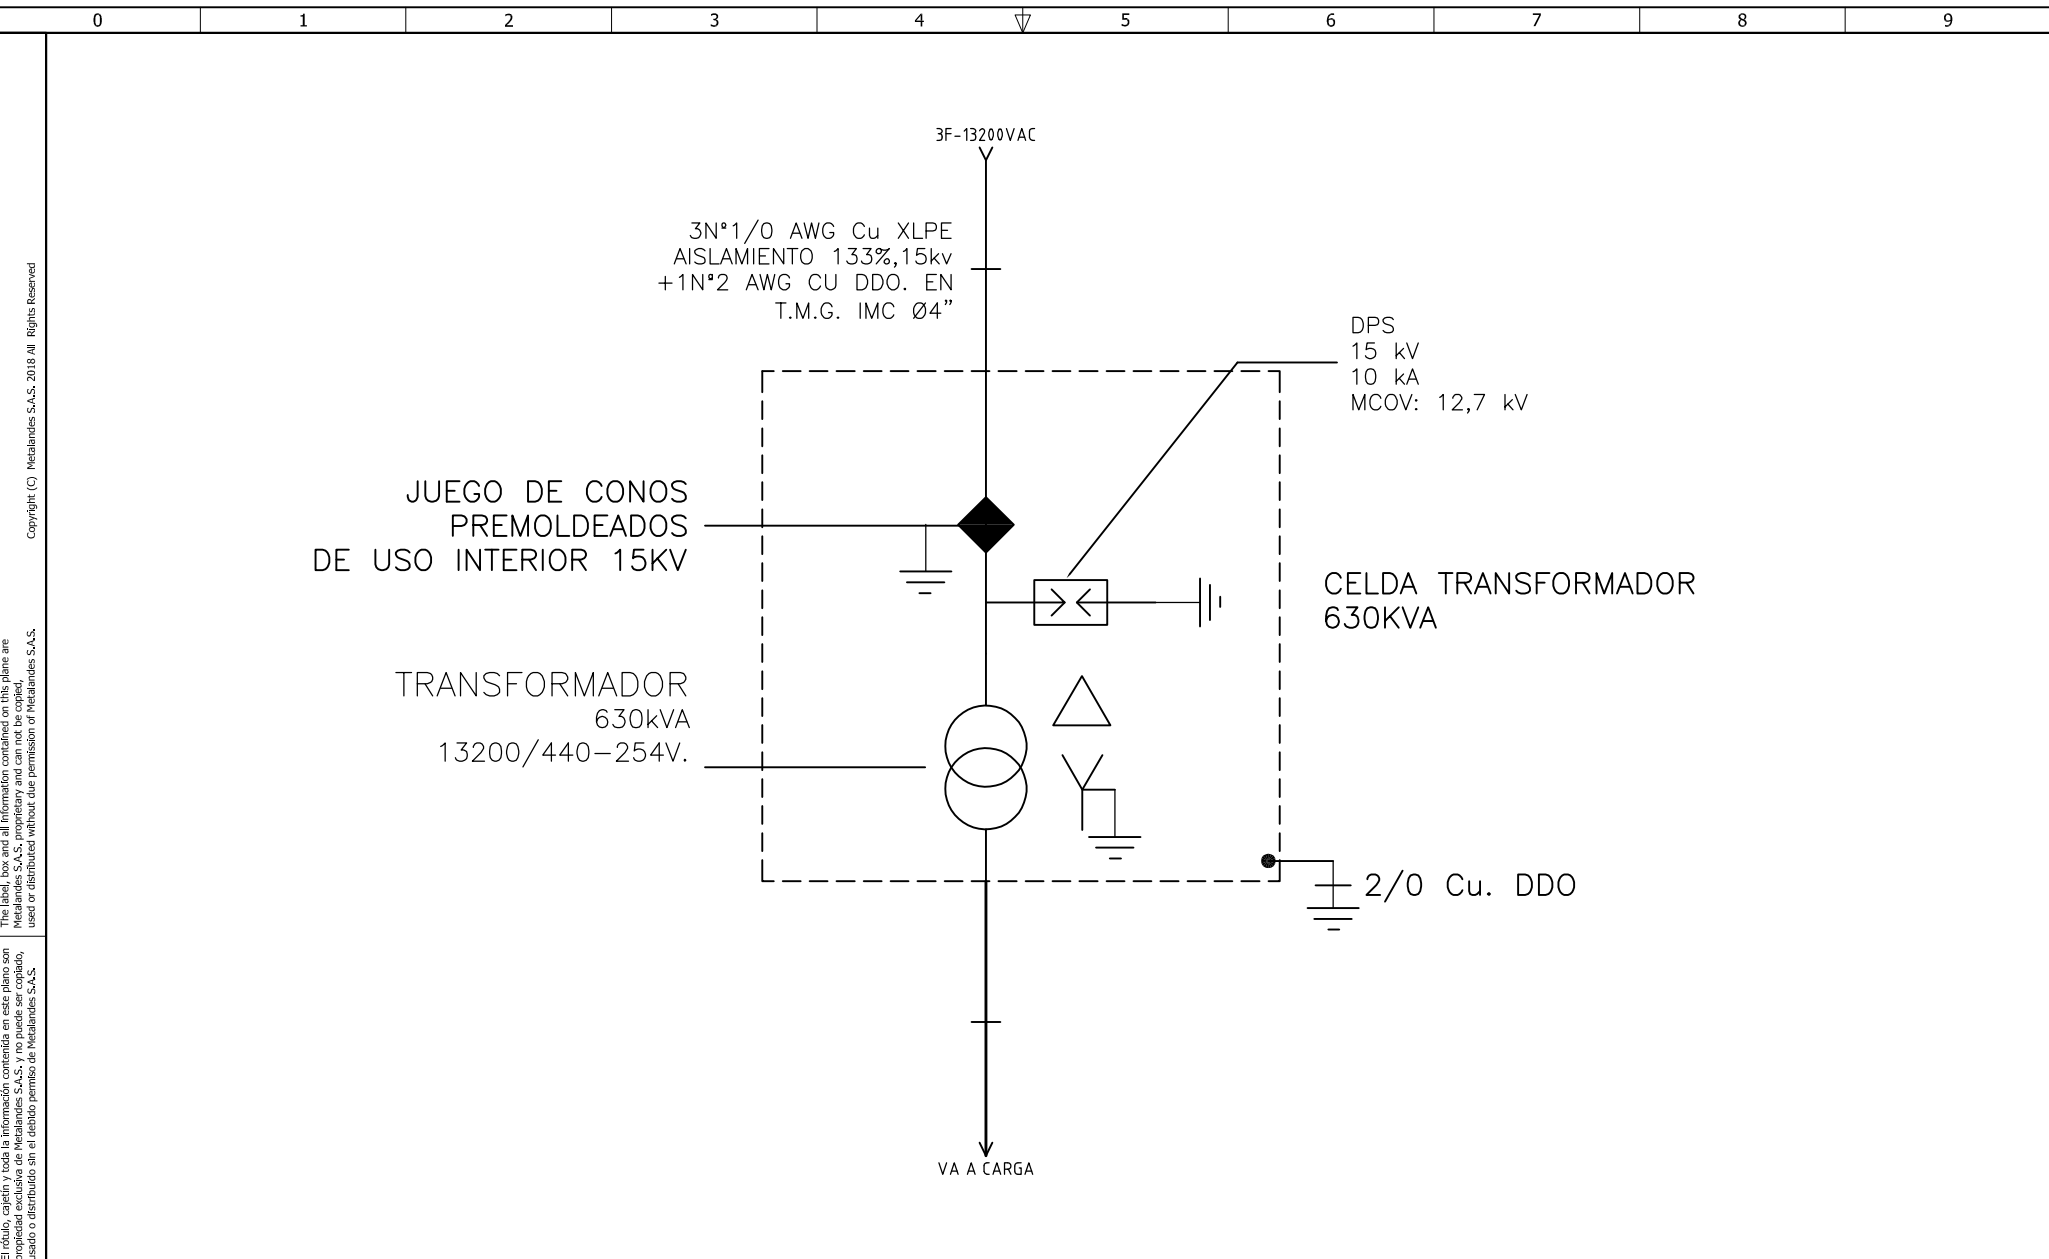 0 1 2 3 4 5 6 7 8 9
3F-13200VAC
3Nº1/0 AWG Cu XLPE
AISLAMIENTO 133%,15kv
+1Nº2 AWG CU DDO. EN
T.M.G. IMC Ø4”
DPS
15 kV
10 kA
MCOV: 12,7 kV
JUEGO DE CONOS
PREMOLDEADOS
DE USO INTERIOR 15KV
CELDA TRANSFORMADOR
630KVA
TRANSFORMADOR
630kVA
13200/440-254V.
2/0 Cu. DDO
VA A CARGA
Copyright (C) Metalandes S.A.S. 2018 All Rights Reserved
The label, box and all information contained on this plane are
Metalandes S.A.S. proprietary and can not be copied,
used or distributed without due permission of Metalandes S.A.S.
El rótulo, cajetín y toda la información contenida en este plano son
propiedad exclusiva de Metalandes S.A.S. y no puede ser copiado,
usado o distribuido sin el debido permiso de Metalandes S.A.S.